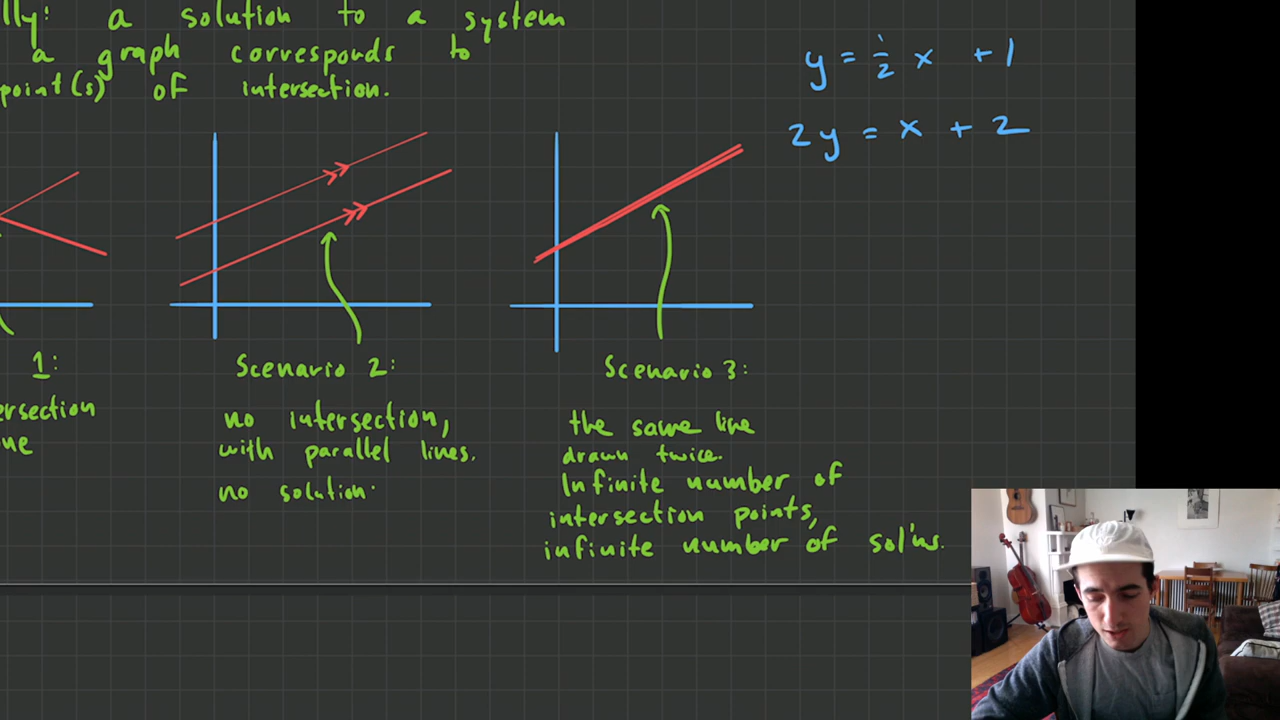 lly: a solution to a system
a graph corresponds to
point(s) of intersection.
y = 1/2 x + 1
2y = x + 2
1:
ersection
ne
Scenario 2:
no intersection,
with parallel lines.
no solution.
Scenario 3:
the same line
drawn twice.
Infinite number of
intersection points,
infinite number of sol'ns.